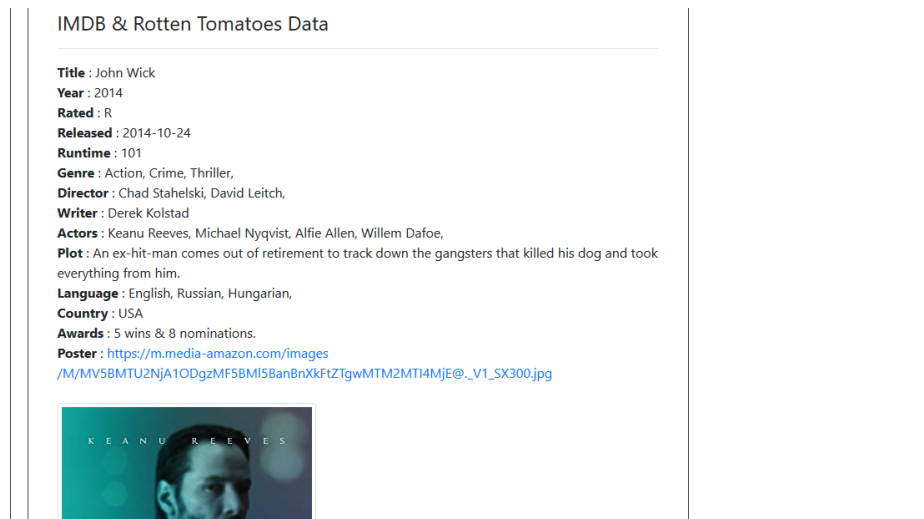 IMDB & Rotten Tomatoes Data
Title : John Wick
Year : 2014
Rated : R
Released : 2014-10-24
Runtime : 101
Genre : Action, Crime, Thriller,
Director : Chad Stahelski, David Leitch,
Writer : Derek Kolstad
Actors : Keanu Reeves, Michael Nyqvist, Alfie Allen, Willem Dafoe,
Plot : An ex-hit-man comes out of retirement to track down the gangsters that killed his dog and took
everything from him.
Language : English, Russian, Hungarian,
Country : USA
Awards : 5 wins & 8 nominations.
Poster : https://m.media-amazon.com/images
/M/MV5BMTU2NjA1ODgzMF5BMl5BanBnXkFtZTgwMTM2MTI4MjE@._V1_SX300.jpg
KEANU REEVES